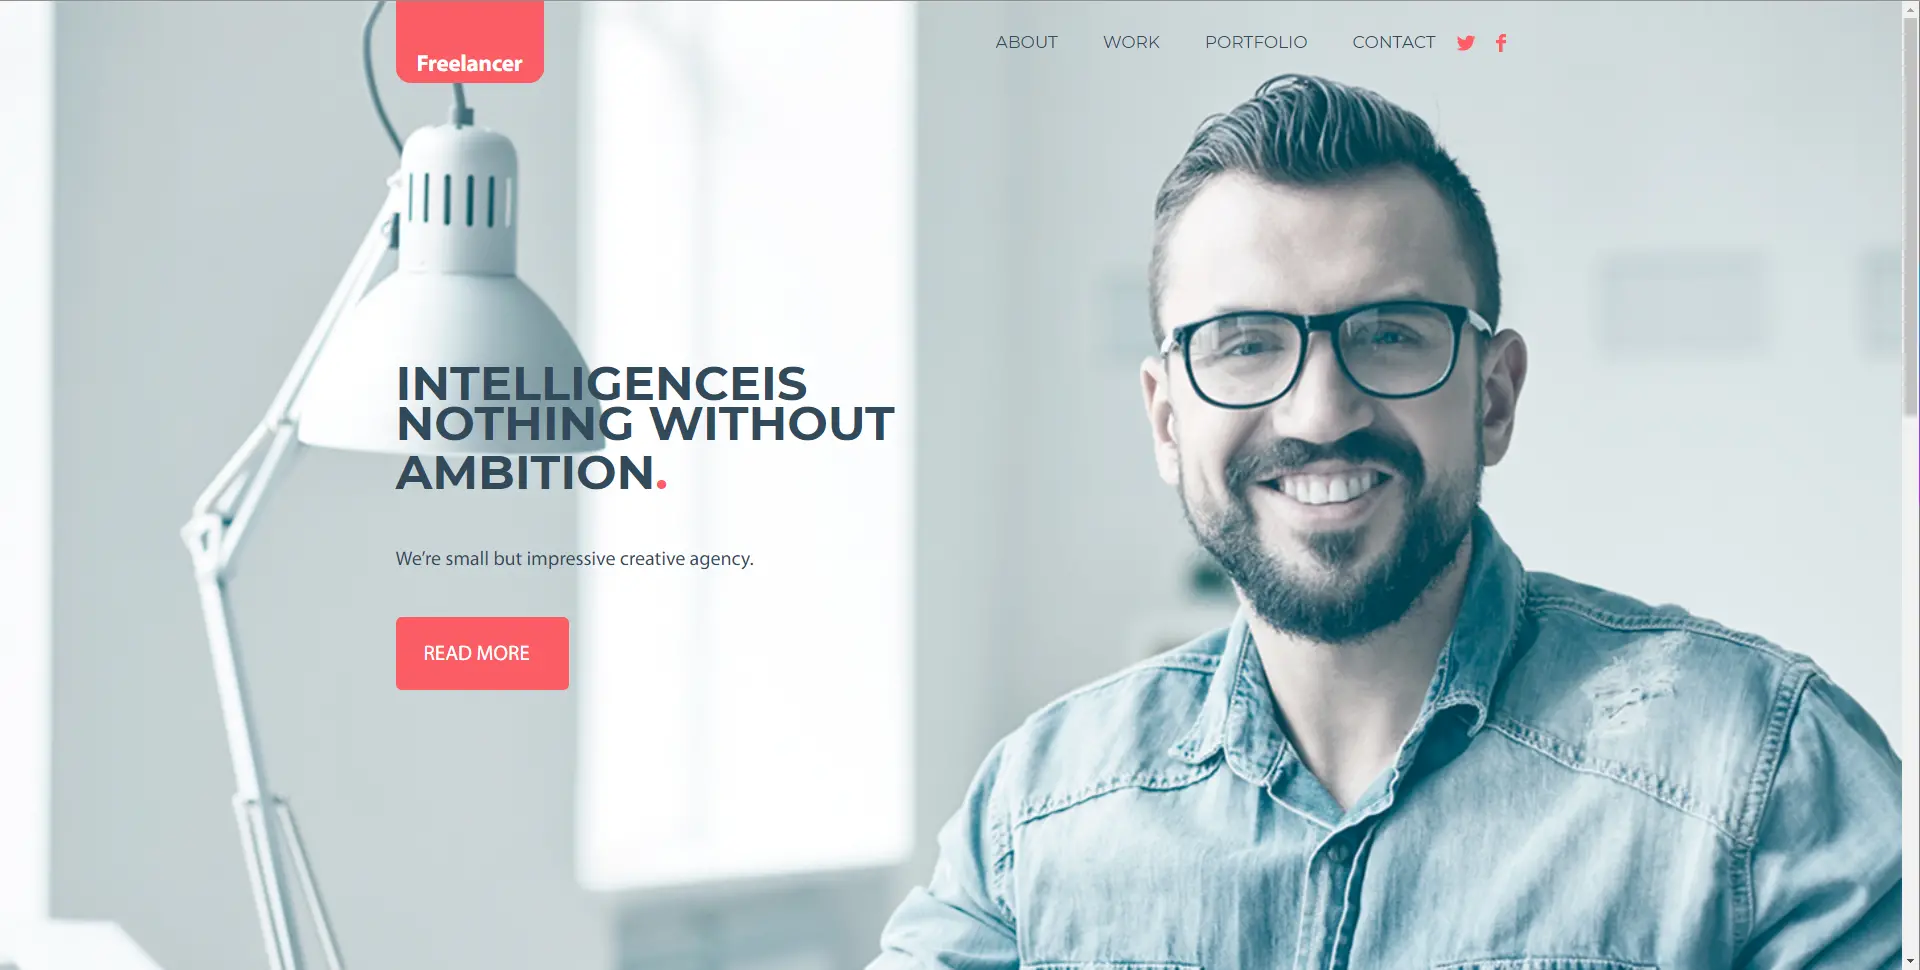 Freelancer
ABOUT WORK PORTFOLIO CONTACT
INTELLIGENCEIS
NOTHING WITHOUT
AMBITION.
We’re small but impressive creative agency.
READ MORE